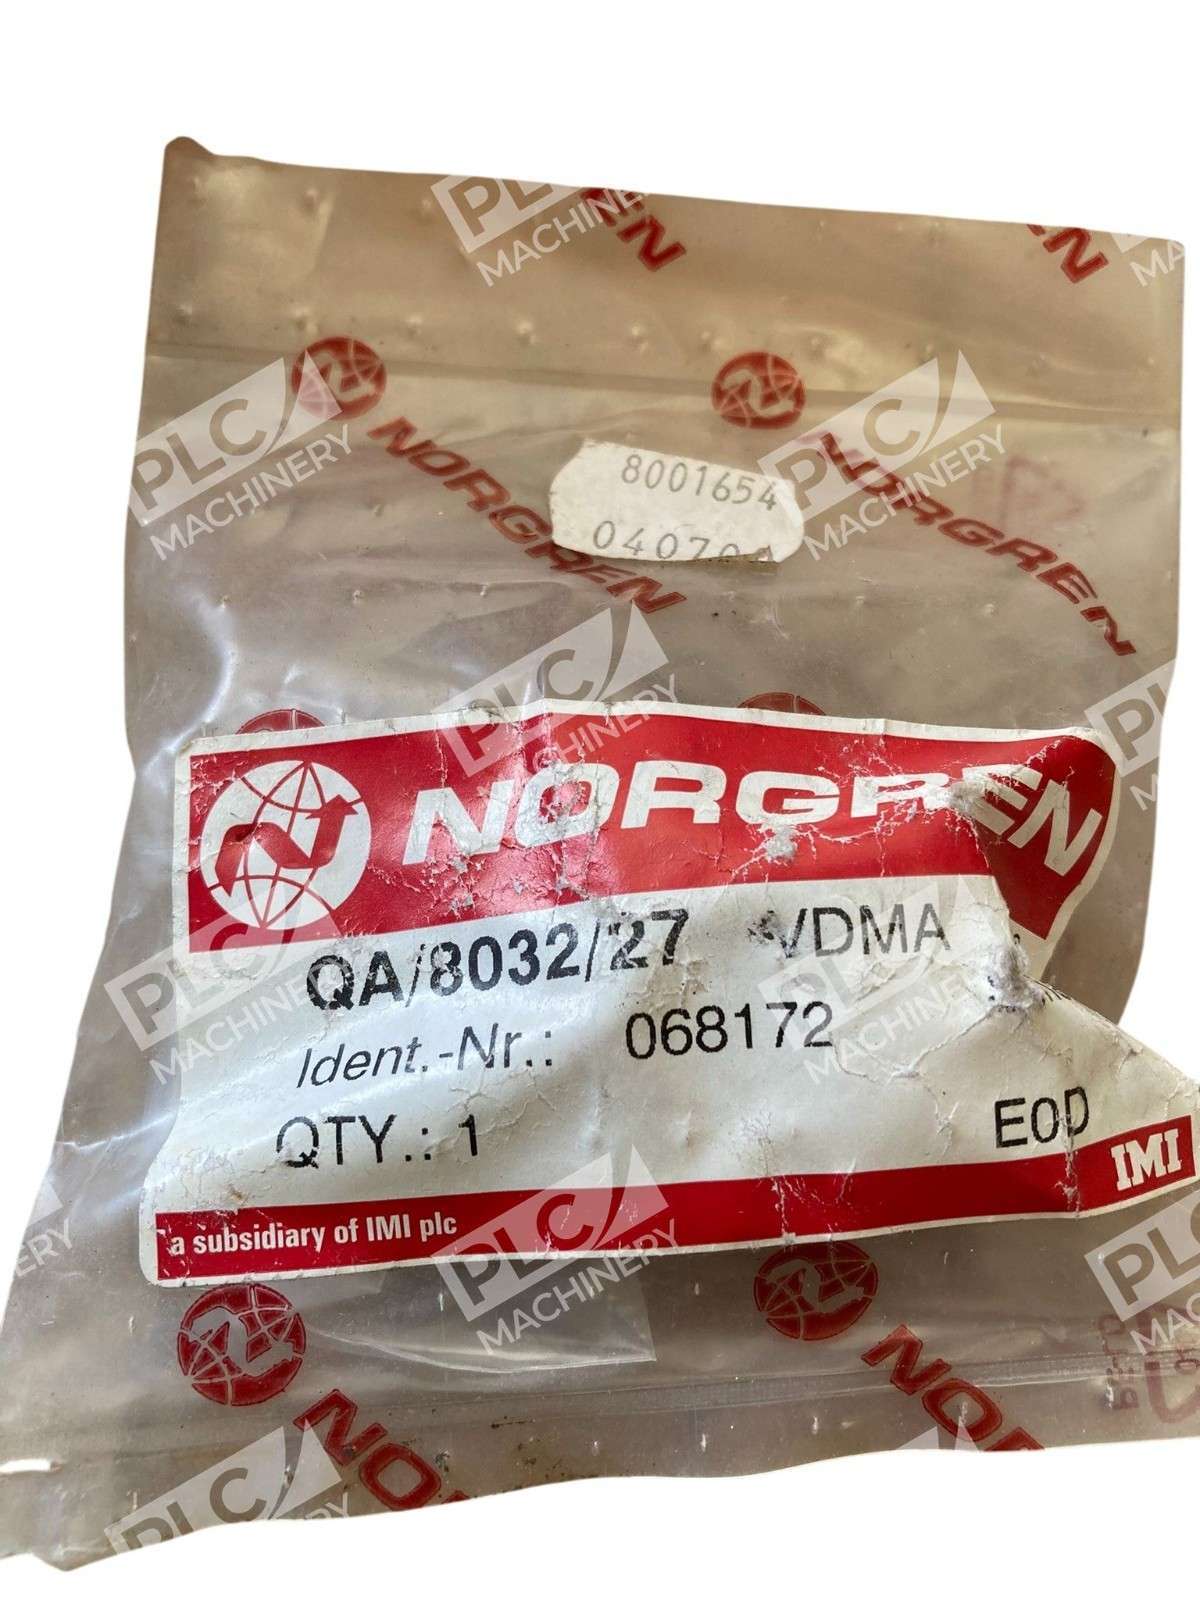 PLC
MACHINERY
NORGREN
NORGREN
8001654
NORGREN
QA/8032/27 VDMA
Ident.-Nr.: 068172
QTY.: 1 E0D
IMI
a subsidiary of IMI plc
NORGREN